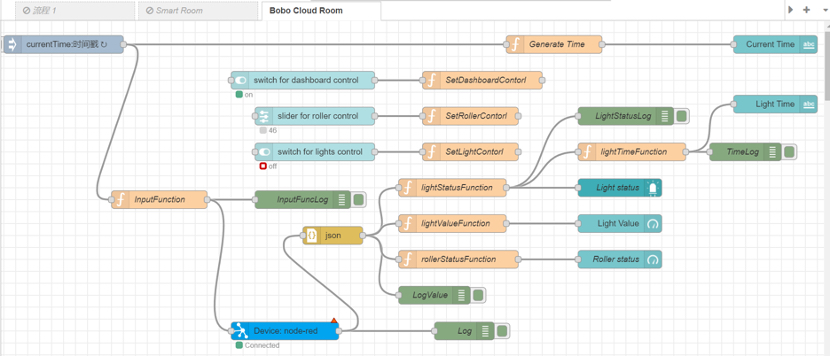 流程 1
Smart Room
Bobo Cloud Room
currentTime:时间戳 ↻
Generate Time
Current Time
abc
switch for dashboard control
on
SetDashboardContorl
Light Time
abc
slider for roller control
46
SetRollerContorl
LightStatusLog
switch for lights control
off
SetLightContorl
lightTimeFunction
TimeLog
lightStatusFunction
Light status
InputFunction
InputFuncLog
lightValueFunction
Light Value
json
rollerStatusFunction
Roller status
LogValue
Device: node-red
Connected
Log